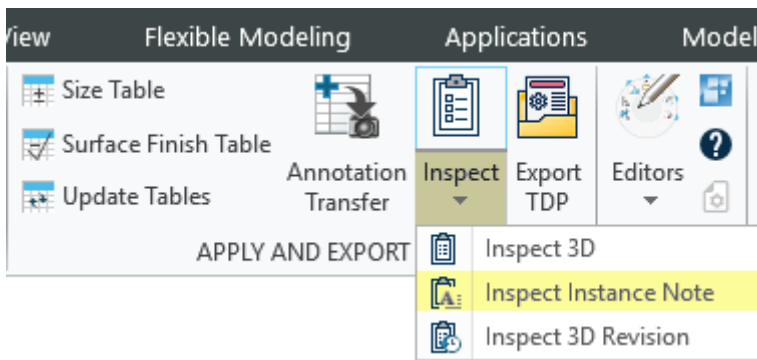 View Flexible Modeling Applications Model
Size Table
Surface Finish Table
Update Tables
Annotation
Transfer
Inspect
Export
TDP
Editors
APPLY AND EXPORT
Inspect 3D
Inspect Instance Note
Inspect 3D Revision